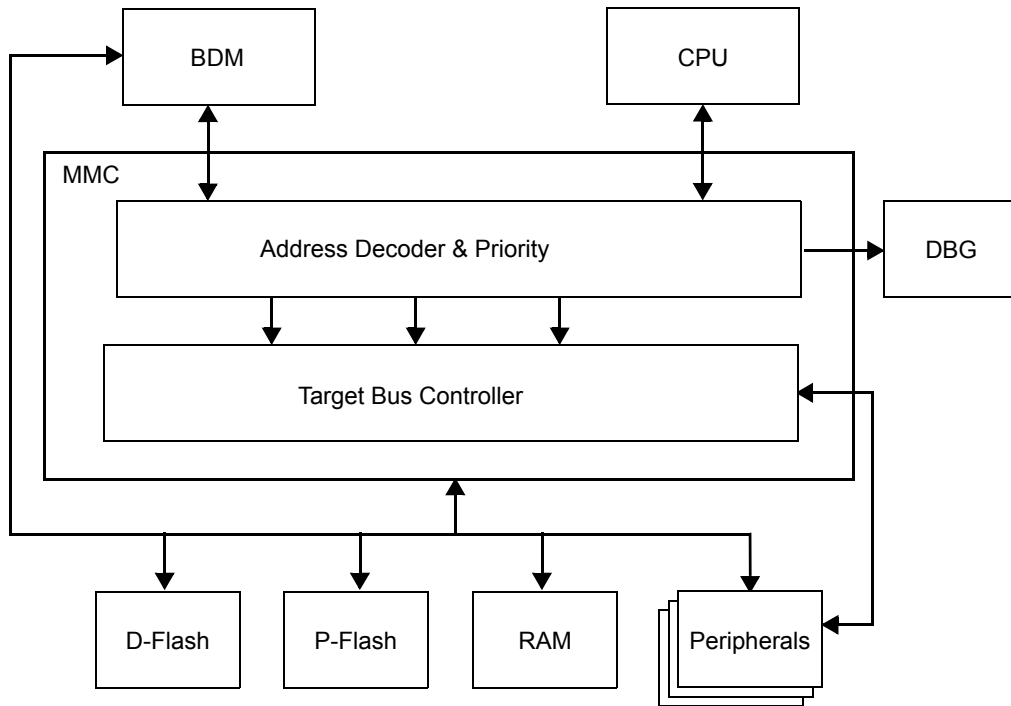 BDM
CPU
MMC
Address Decoder & Priority
DBG
Target Bus Controller
D-Flash
P-Flash
RAM
Peripherals